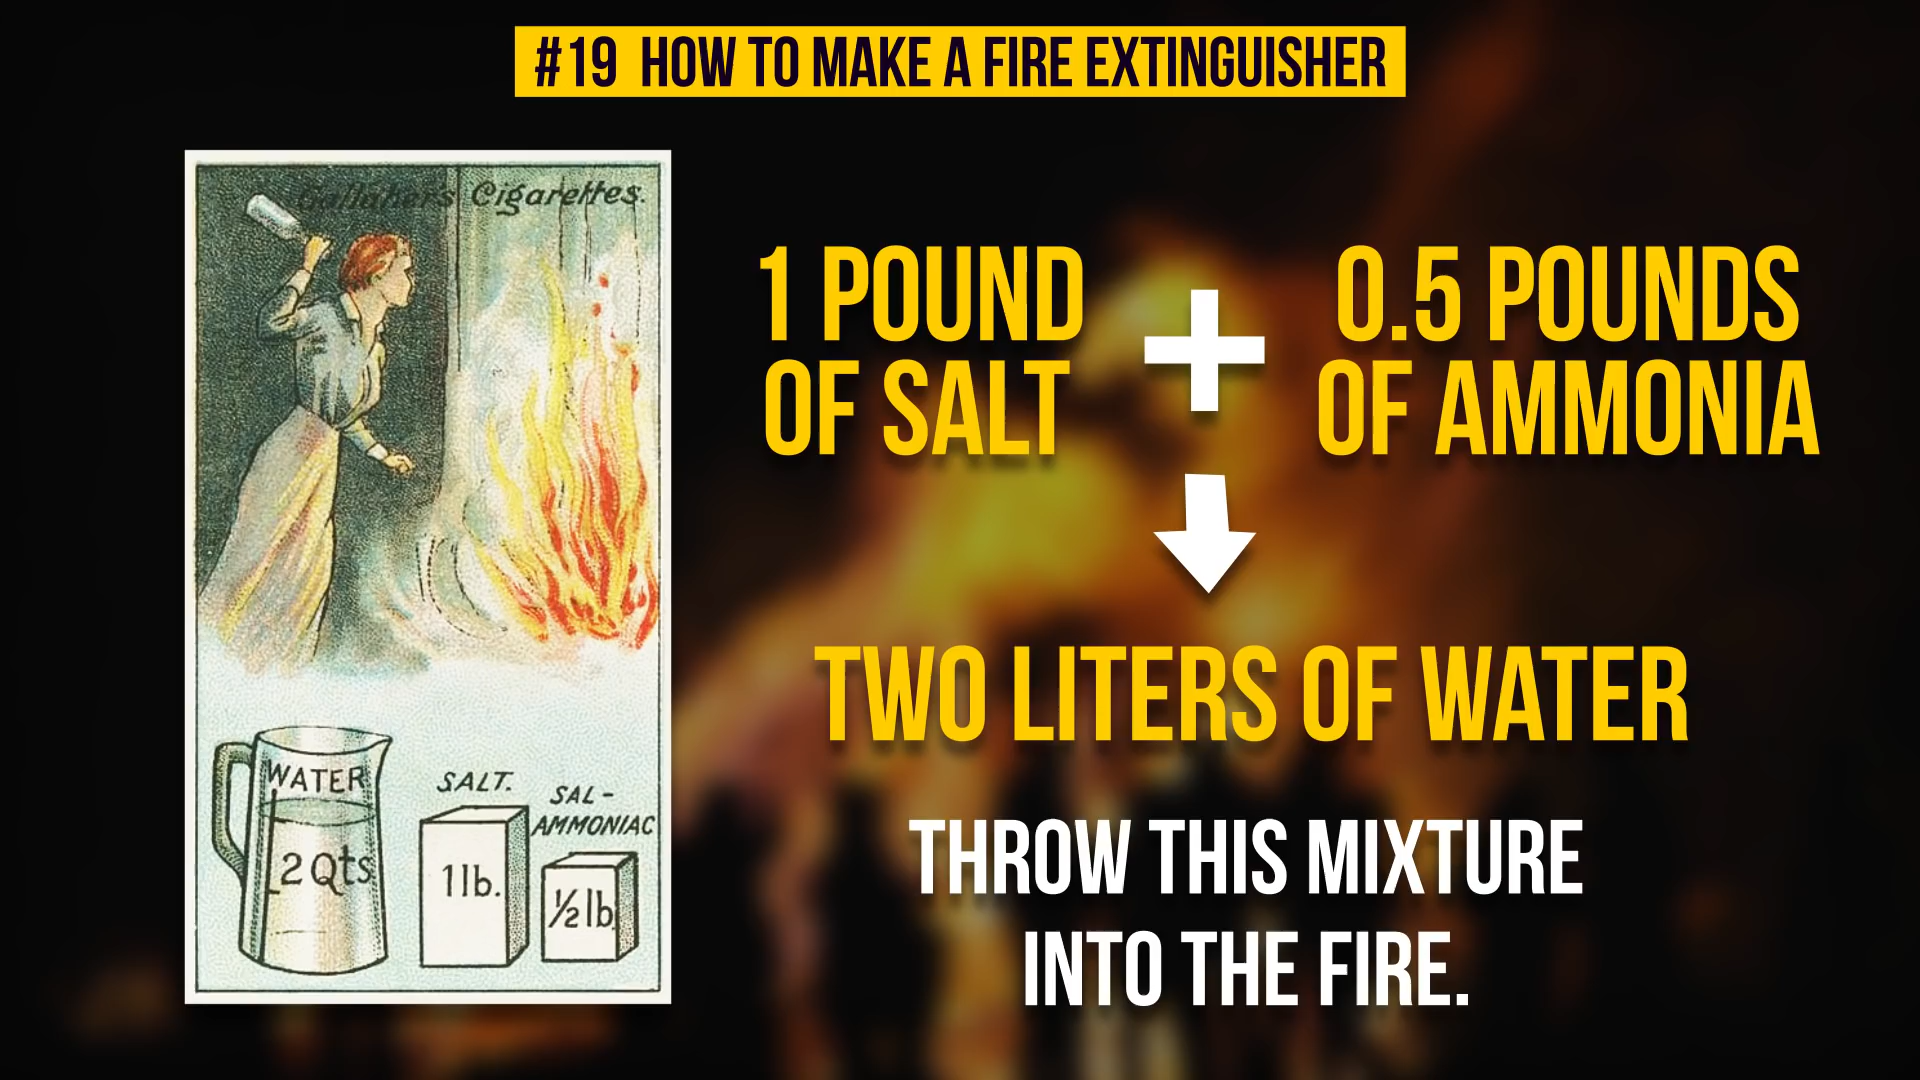 #19 HOW TO MAKE A FIRE EXTINGUISHER
Gallahers Cigarettes.
1 POUND
OF SALT
+
0.5 POUNDS
OF AMMONIA
TWO LITERS OF WATER
THROW THIS MIXTURE
INTO THE FIRE.
WATER
2 Qts
SALT.
1 lb.
SAL-
AMMONIAC
½ lb